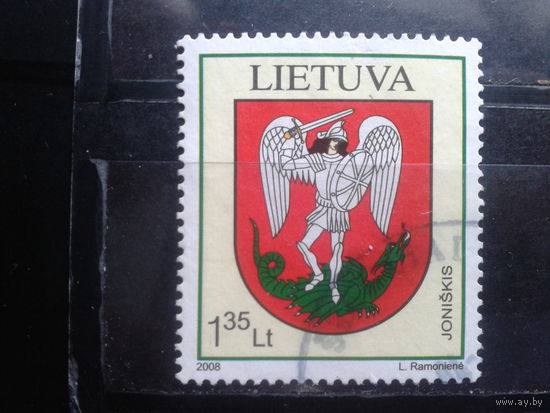 LIETUVA
JONIŠKIS
1 35 Lt
2008 L. Ramonienė
www.ay.by